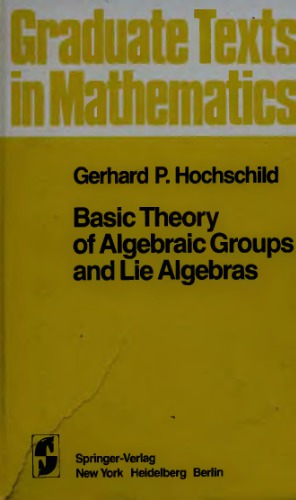 Graduate Texts
in Mathematics
Gerhard P. Hochschild
Basic Theory
of Algebraic Groups
and Lie Algebras
Springer-Verlag
New York Heidelberg Berlin